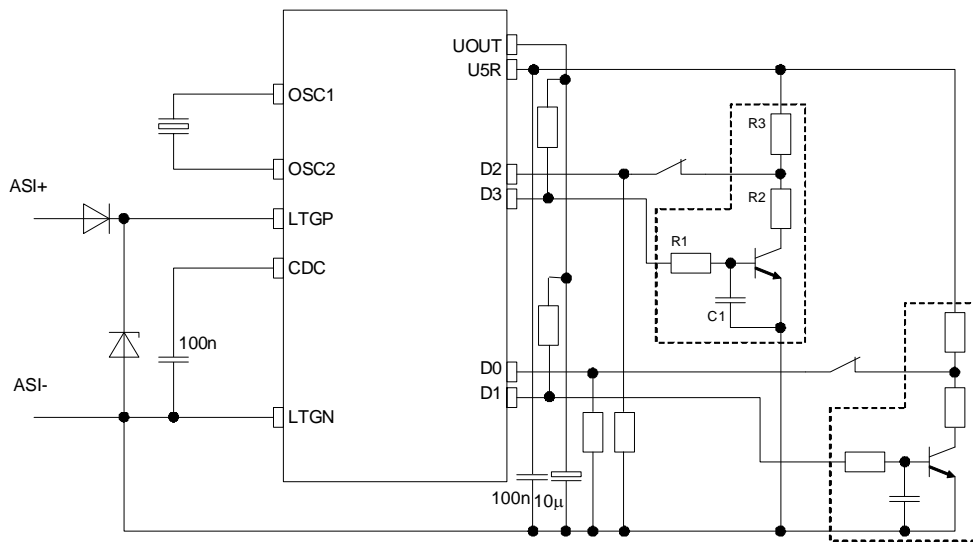 UOUT
U5R
OSC1
OSC2
ASI+
LTGP
CDC
100n
ASI-
LTGN
D2
D3
R3
R2
R1
C1
D0
D1
100n
10µ